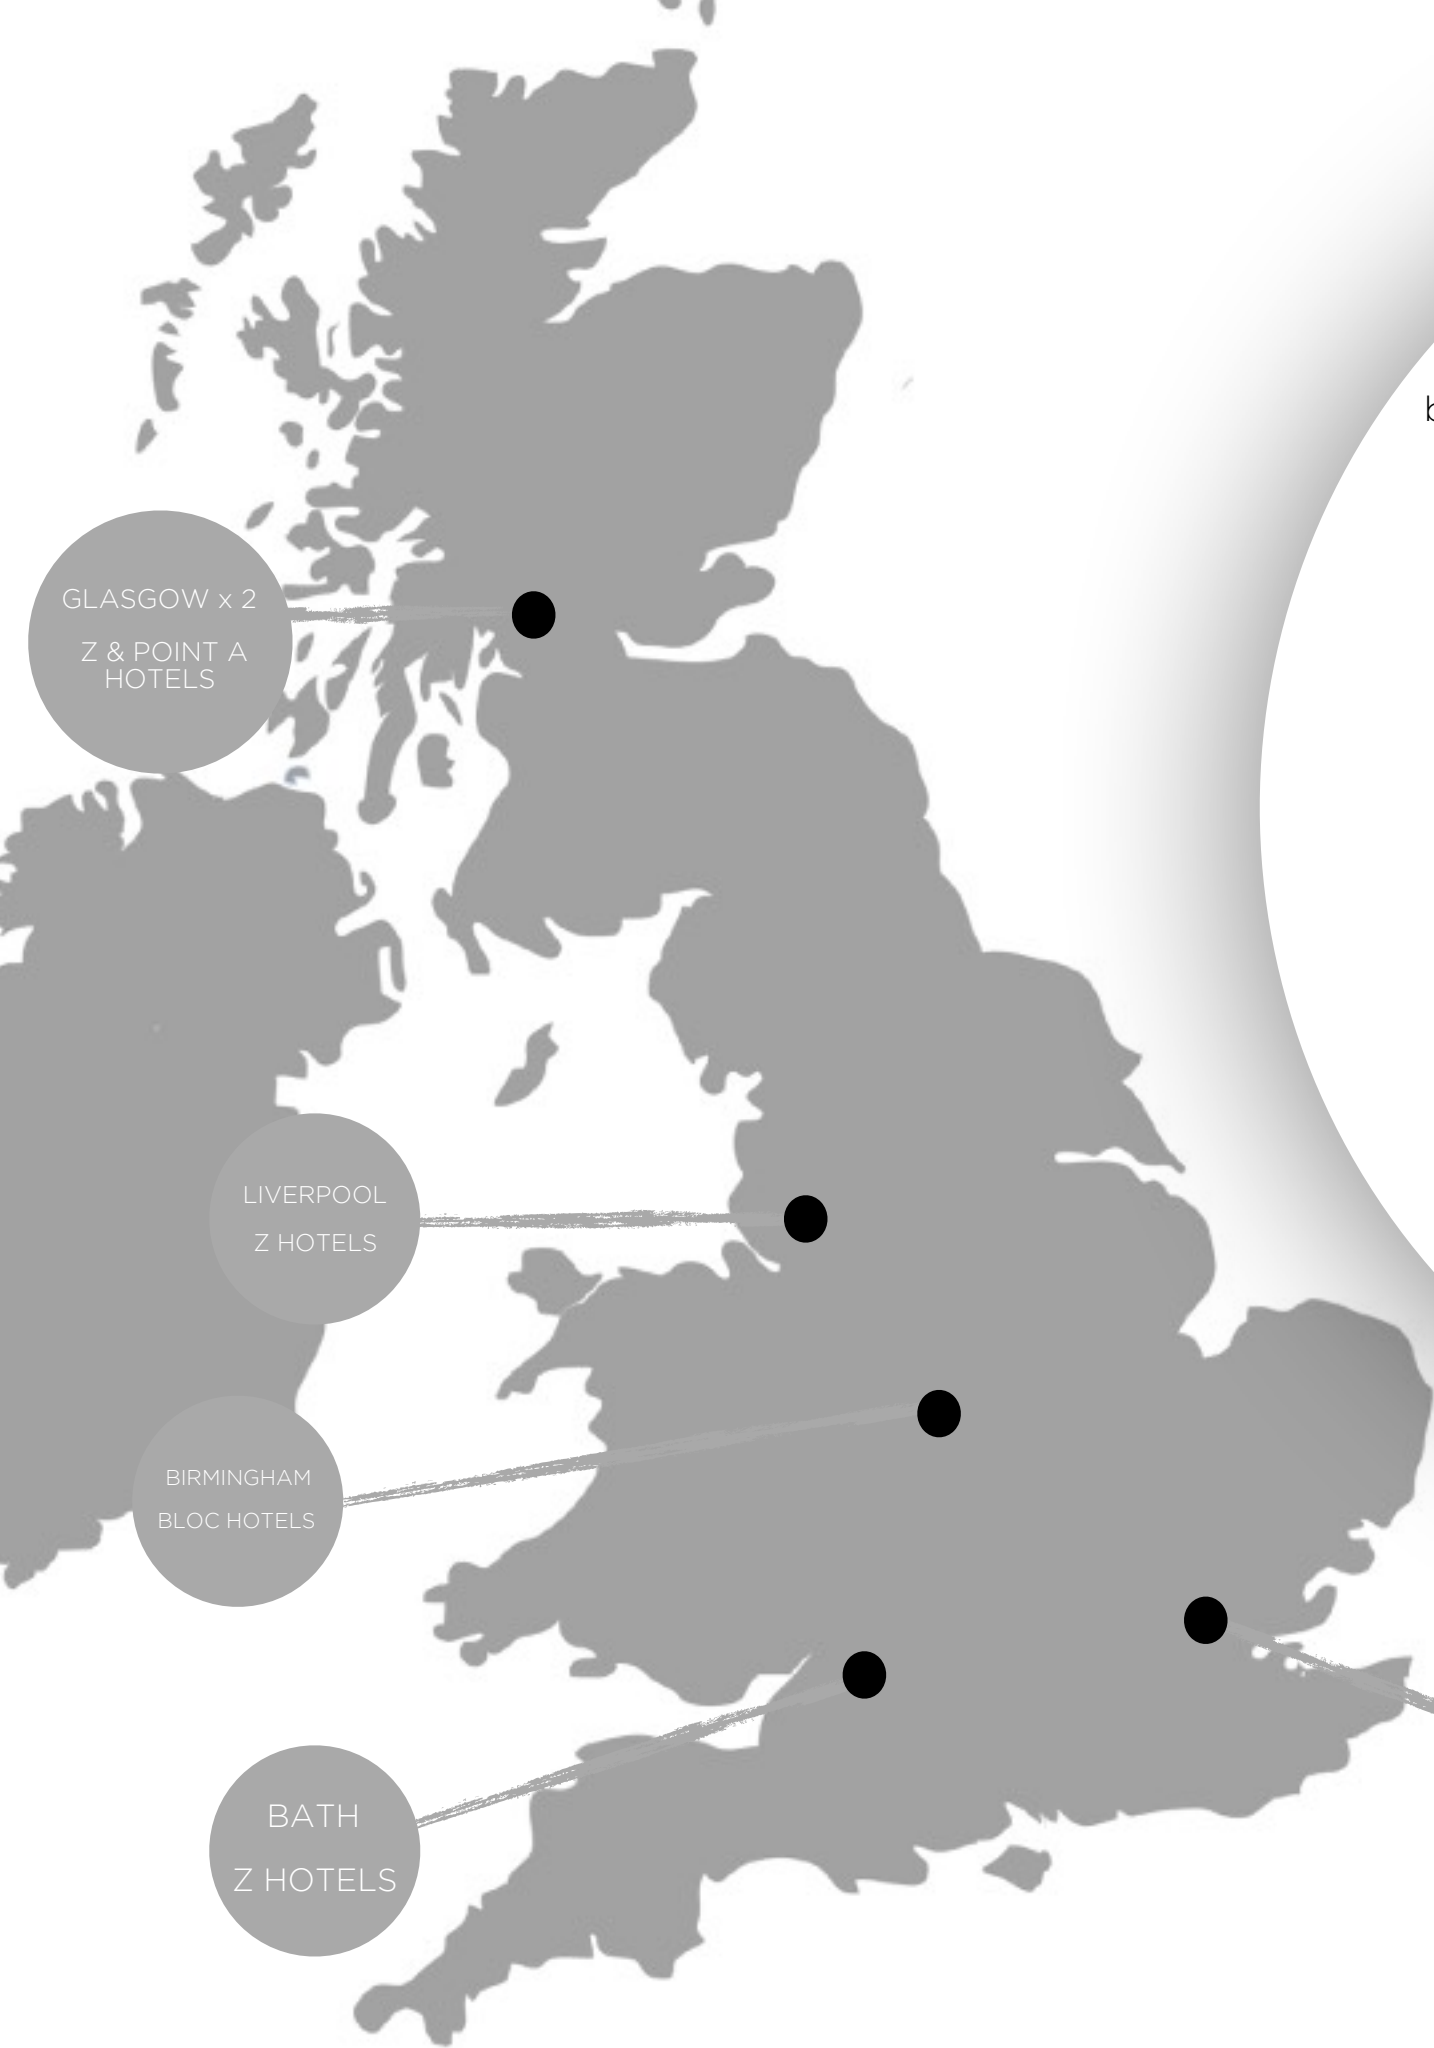 b
GLASGOW x 2
Z & POINT A
HOTELS
LIVERPOOL
Z HOTELS
BIRMINGHAM
BLOC HOTELS
BATH
Z HOTELS